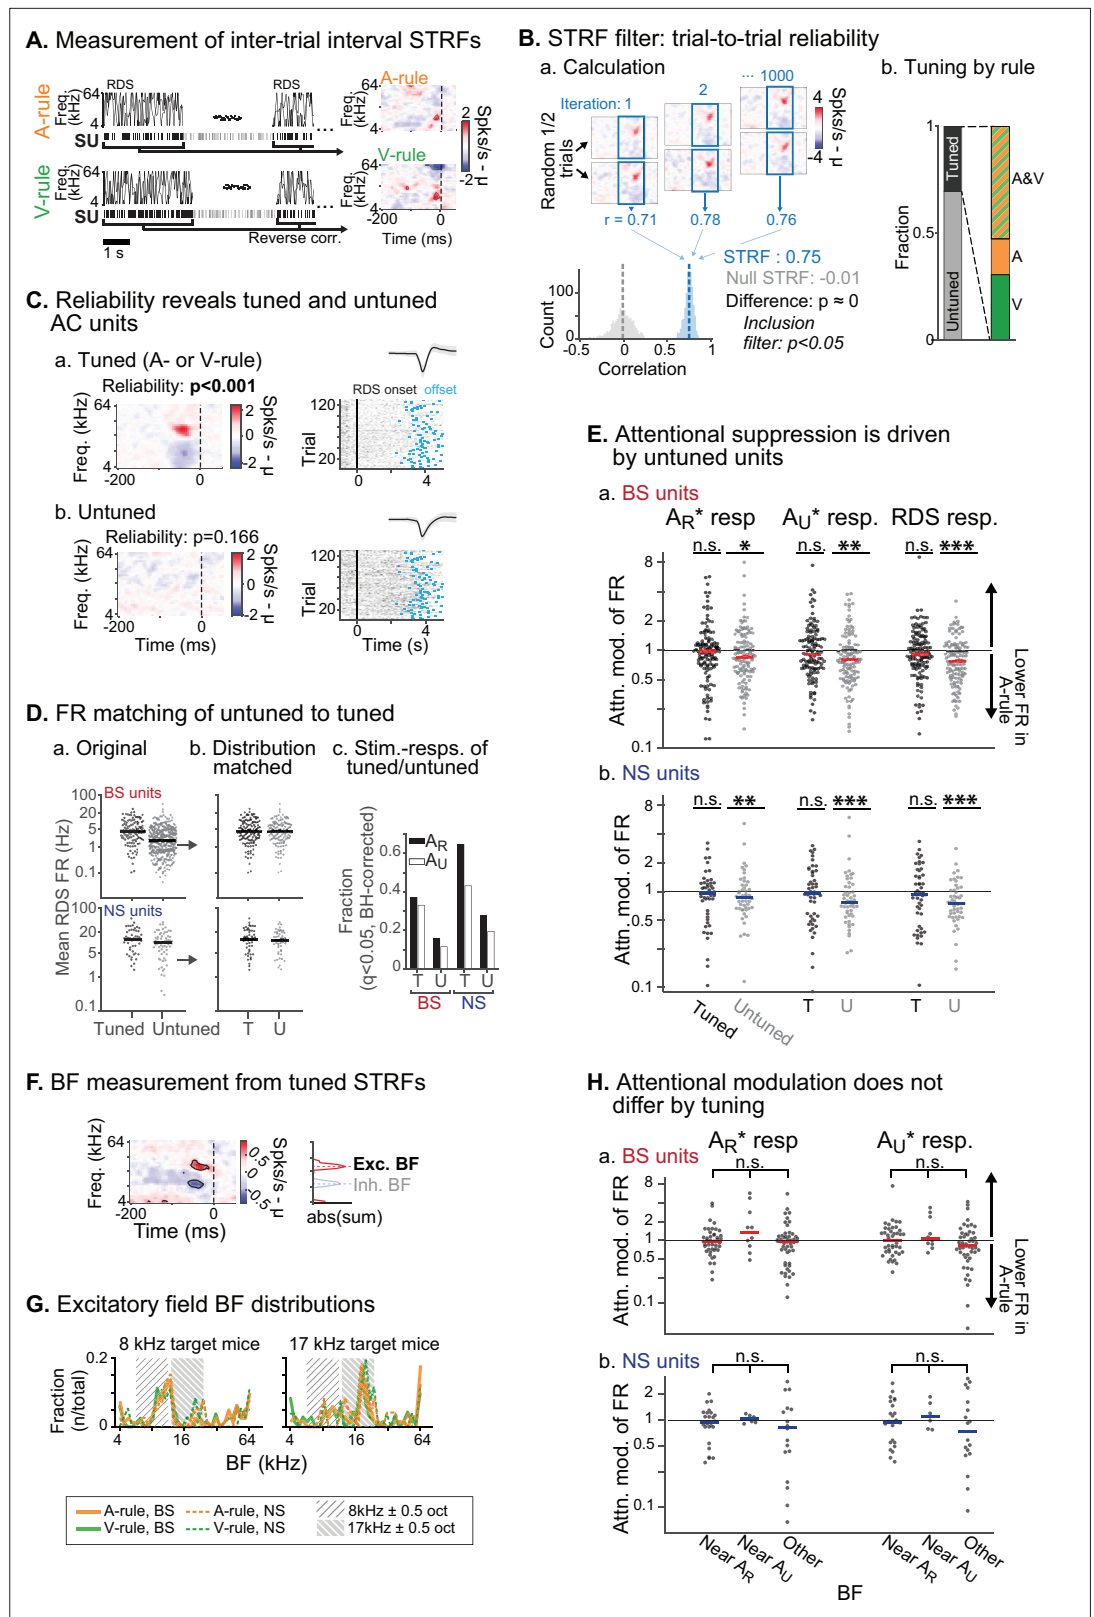 A. Measurement of inter-trial interval STRFs
A-rule
Freq. (kHz)
64
4
RDS
RDS
SU
...
V-rule
Freq. (kHz)
64
4
SU
...
Reverse corr.
1 s
A-rule
Freq. (kHz)
64
4
V-rule
Freq. (kHz)
64
4
-200
0
Time (ms)
2
-2
Spks/s - µ
B. STRF filter: trial-to-trial reliability
a. Calculation
Iteration: 1
2
... 1000
Random 1/2 trials
4
-4
Spks/s - µ
r = 0.71
0.78
0.76
STRF : 0.75
Null STRF: -0.01
Difference: p ≈ 0
Inclusion
filter: p<0.05
Count
100
0
-0.5
0
0.5
1
Correlation
b. Tuning by rule
Fraction
1
0.5
0
Tuned
Untuned
A&V
A
V
C. Reliability reveals tuned and untuned
AC units
a. Tuned (A- or V-rule)
Reliability: p<0.001
Freq. (kHz)
64
4
-200
0
2
0
-2
Spks/s - µ
RDS onset offset
Trial
120
20
0
4
b. Untuned
Reliability: p=0.166
Freq. (kHz)
64
4
-200
0
Time (ms)
2
0
-2
Spks/s - µ
Trial
120
20
0
4
Time (s)
D. FR matching of untuned to tuned
a. Original
b. Distribution
matched
c. Stim.-resps. of
tuned/untuned
Mean RDS FR (Hz)
BS units
100
20
5
1
0.1
NS units
100
20
5
1
0.1
Tuned
Untuned
T
U
Fraction
(q<0.05, BH-corrected)
0.6
0.4
0.2
0
AR
AU
T
U
T
U
BS
NS
E. Attentional suppression is driven
by untuned units
a. BS units
AR* resp
AU* resp.
RDS resp.
n.s.
*
n.s.
**
n.s.
***
Attn. mod. of FR
8
2
1
0.5
0.1
Lower FR in
A-rule
b. NS units
n.s.
**
n.s.
***
n.s.
***
Attn. mod. of FR
8
2
1
0.5
0.1
Tuned
Untuned
T
U
T
U
F. BF measurement from tuned STRFs
Freq. (kHz)
64
4
-200
0
Time (ms)
0.5
0
-0.5
Spks/s - µ
Exc. BF
Inh. BF
abs(sum)
G. Excitatory field BF distributions
8 kHz target mice
17 kHz target mice
Fraction
(n/total)
0.2
0
4
16
64
4
16
64
BF (kHz)
A-rule, BS
A-rule, NS
8kHz ± 0.5 oct
V-rule, BS
V-rule, NS
17kHz ± 0.5 oct
H. Attentional modulation does not
differ by tuning
AR* resp
AU* resp.
a. BS units
n.s.
n.s.
Attn. mod. of FR
8
2
1
0.5
0.1
Lower FR in
A-rule
b. NS units
n.s.
n.s.
Attn. mod. of FR
2
1
0.5
0.1
Near AR
Near AU
Other
Near AR
Near AU
Other
BF